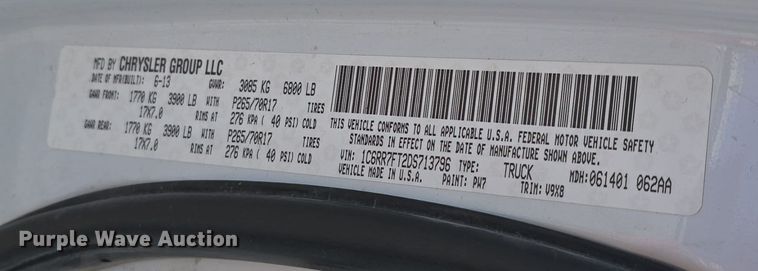 MFD BY CHRYSLER GROUP LLC
DATE OF MFR(BUILT): 6-13 GVWR: 3085 KG 6800 LB
GAWR FRONT: 1770 KG 3900 LB WITH P265/70R17 TIRES
17X7.0 RIMS AT 276 KPA ( 40 PSI) COLD
GAWR REAR: 1770 KG 3900 LB WITH P265/70R17 TIRES
17X7.0 RIMS AT 276 KPA ( 40 PSI) COLD
THIS VEHICLE CONFORMS TO ALL APPLICABLE U.S.A. FEDERAL MOTOR VEHICLE SAFETY
STANDARDS IN EFFECT ON THE DATE OF MANUFACTURE SHOWN ABOVE.
VIN: 1C6RR7FT2DS713796 TYPE: TRUCK MDH: 061401 062AA
VEHICLE MADE IN U.S.A. PAINT: PW7 TRIM: V9X8
Purple Wave Auction